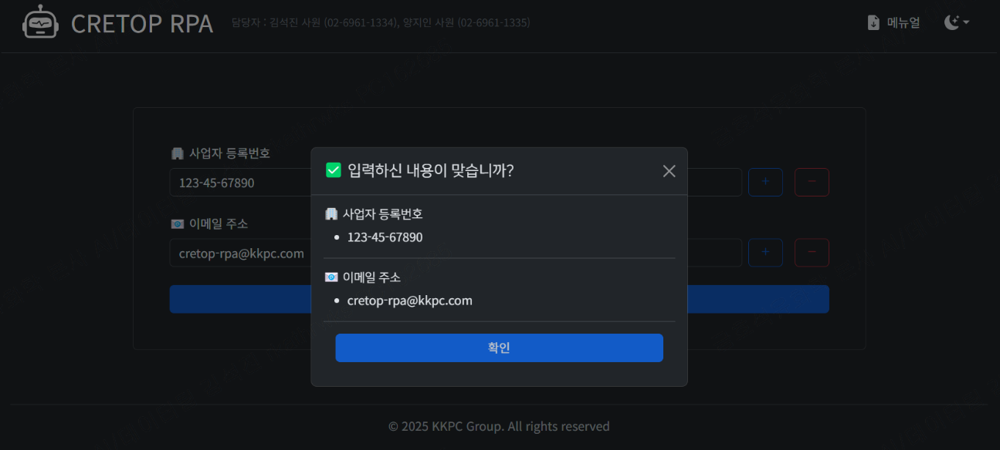 CRETOP RPA
담당자 : 김석진 사원 (02-6961-1334), 양지인 사원 (02-6961-1335)
메뉴얼
사업자 등록번호
123-45-67890
+
−
이메일 주소
cretop-rpa@kkpc.com
+
−
입력하신 내용이 맞습니까?
사업자 등록번호
123-45-67890
이메일 주소
cretop-rpa@kkpc.com
확인
© 2025 KKPC Group. All rights reserved